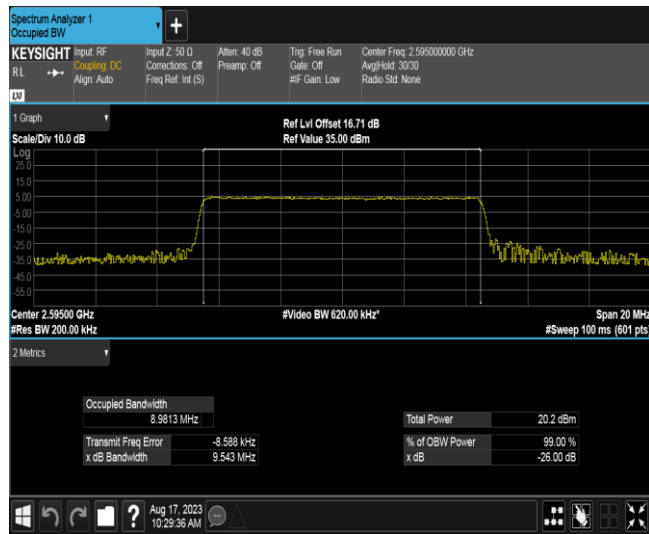 Spectrum Analyzer 1
Occupied BW
+
KEYSIGHT
RL
LXI
Input: RF
Coupling: DC
Align: Auto
Input Z: 50 Ω
Corrections: Off
Freq Ref: Int (S)
Atten: 40 dB
Preamp: Off
Trig: Free Run
Gate: Off
#IF Gain: Low
Center Freq: 2.595000000 GHz
Avg|Hold: 30/30
Radio Std: None
1 Graph
Scale/Div 10.0 dB
Ref Lvl Offset 16.71 dB
Ref Value 35.00 dBm
Log
25.0
15.0
5.00
-5.00
-15.0
-25.0
-35.0
-45.0
-55.0
Center 2.59500 GHz
#Video BW 620.00 kHz*
Span 20 MHz
#Res BW 200.00 kHz
#Sweep 100 ms (601 pts)
2 Metrics
Occupied Bandwidth
8.9813 MHz
Total Power 20.2 dBm
Transmit Freq Error -8.588 kHz
% of OBW Power 99.00 %
x dB Bandwidth 9.543 MHz
x dB -26.00 dB
?
Aug 17, 2023
10:29:36 AM